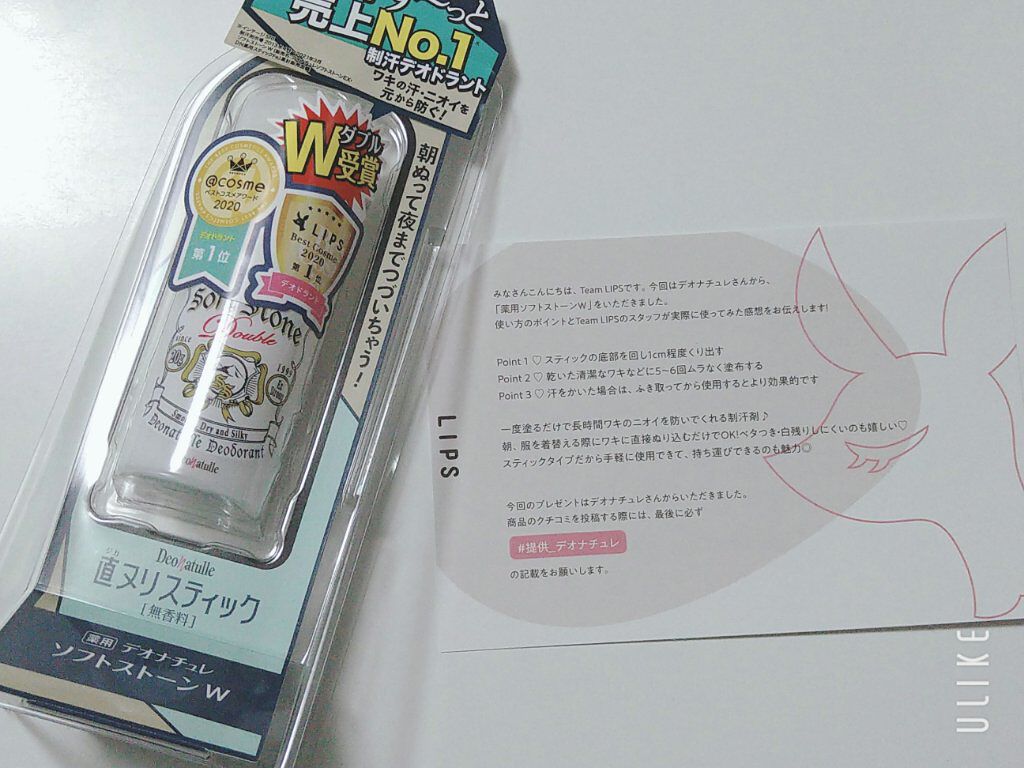 ず〜っと
売上No.1
制汗デオドラント
ワキの汗・ニオイを
元から防ぐ!
朝ぬって夜までつづいちゃう!
W
ダブル
受賞
@cosme
ベストコスメアワード
2020
デオドラント
第1位
LIPS
Best Cosme
2020
第1位
デオドラント
Soft Stone
Double
since
1969
Smooth, Dry and Silky
Deonatulle Deodorant
Deonatulle
Deonatulle
ジカ
直ヌリスティック
[無香料]
薬用 デオナチュレ
ソフトストーンW
LIPS
みなさんこんにちは、Team LIPSです。今回はデオナチュレさんから、
「薬用ソフトストーンW」をいただきました。
使い方のポイントとTeam LIPSのスタッフが実際に使ってみた感想をお伝えします!
Point 1 ♡ スティックの底部を回し1cm程度くり出す
Point 2 ♡ 乾いた清潔なワキなどに5〜6回ムラなく塗布する
Point 3 ♡ 汗をかいた場合は、ふき取ってから使用するとより効果的です
一度塗るだけで長時間ワキのニオイを防いでくれる制汗剤♪
朝、服を着替える際にワキに直接ぬり込むだけでOK!ベタつき・白残りしにくいのも嬉しい♡
スティックタイプだから手軽に使用できて、持ち運びできるのも魅力◎
今回のプレゼントはデオナチュレさんからいただきました。
商品のクチコミを投稿する際には、最後に必ず
#提供_デオナチュレ
の記載をお願いします。
ULIKE